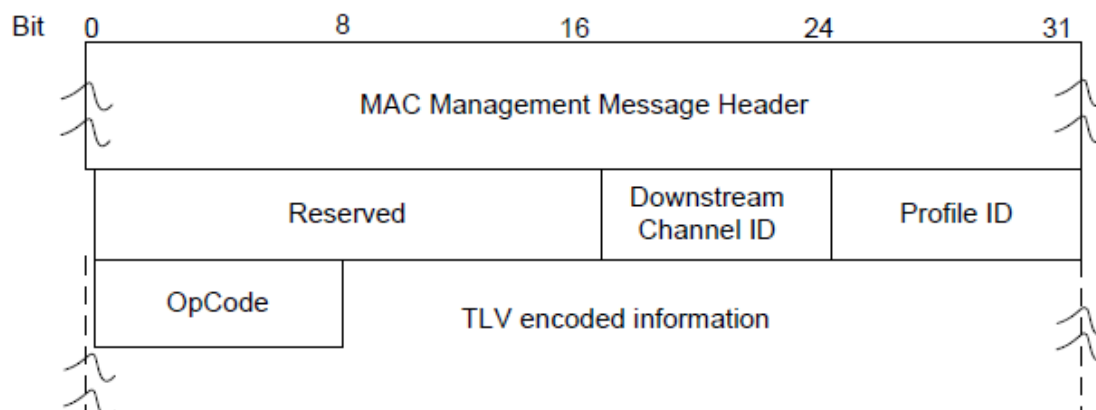 Bit 0 8 16 24 31
MAC Management Message Header
Reserved
Downstream
Channel ID
Profile ID
OpCode
TLV encoded information